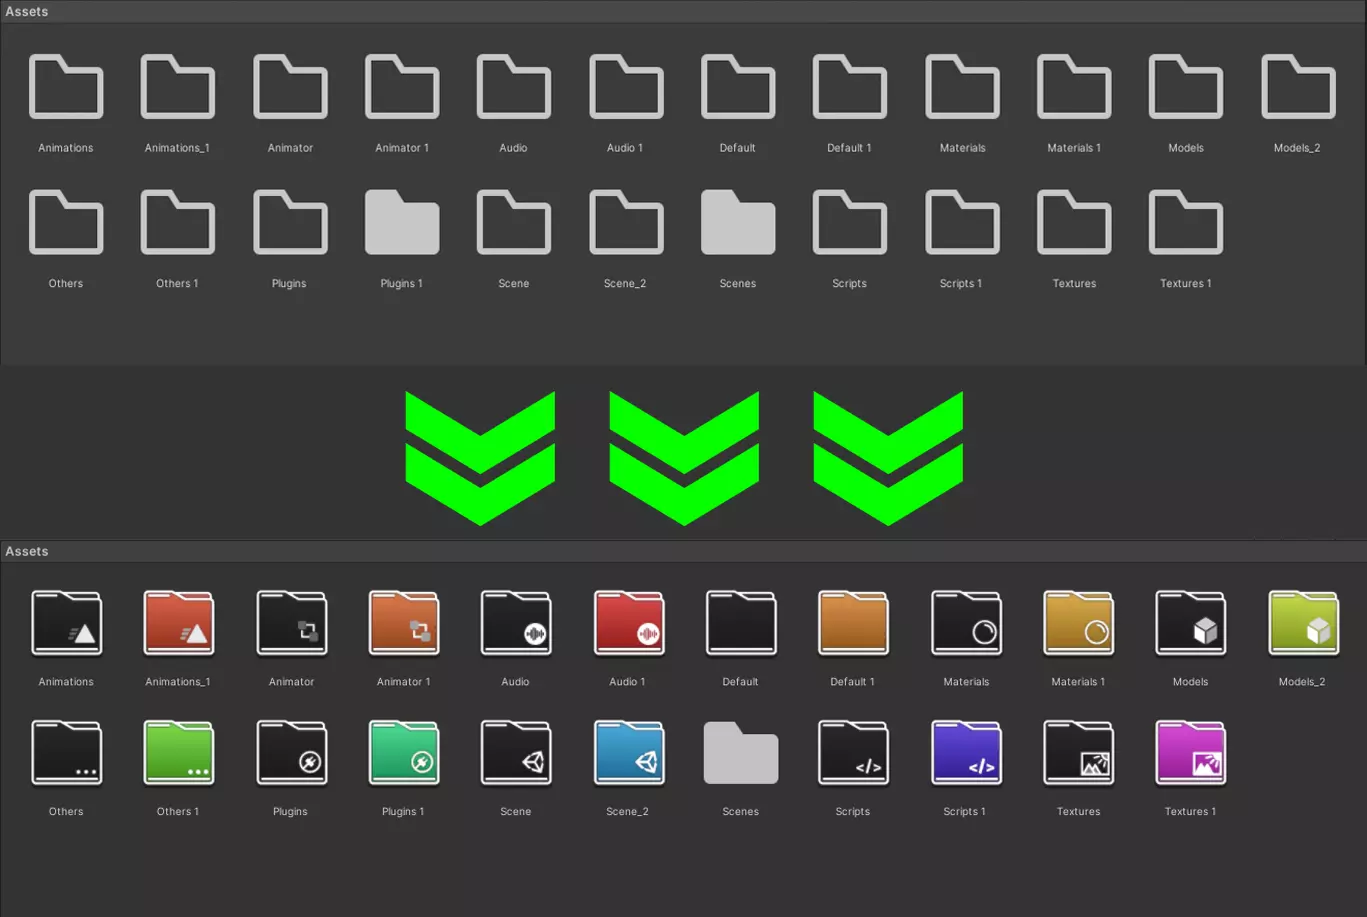 Assets
Animations Animations_1 Animator Animator 1 Audio Audio 1 Default Default 1 Materials Materials 1 Models Models_2
Others Others 1 Plugins Plugins 1 Scene Scene_2 Scenes Scripts Scripts 1 Textures Textures 1
Assets
Animations Animations_1 Animator Animator 1 Audio Audio 1 Default Default 1 Materials Materials 1 Models Models_2
Others Others 1 Plugins Plugins 1 Scene Scene_2 Scenes Scripts Scripts 1 Textures Textures 1